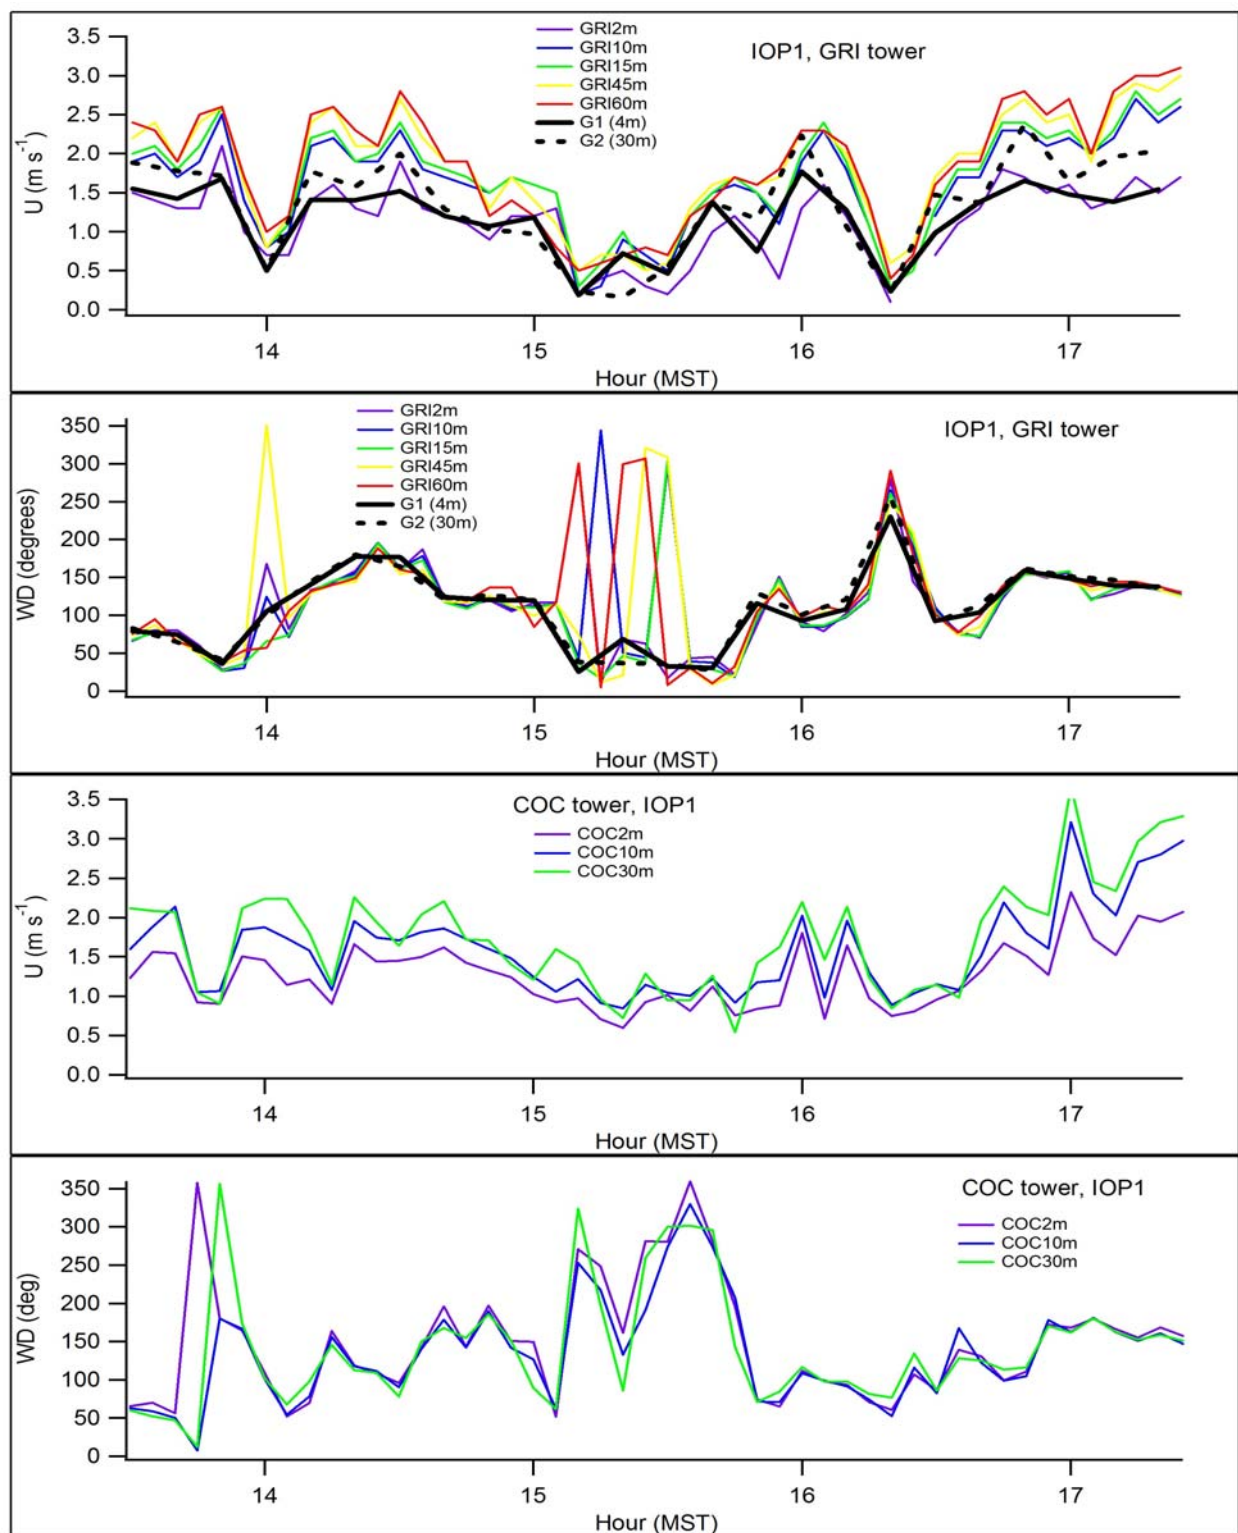 GRI2m
GRI10m
GRI15m
GRI45m
GRI60m
G1 (4m)
G2 (30m)
IOP1, GRI tower
3.5
3.0
2.5
2.0
1.5
1.0
0.5
0.0
U (m s⁻¹)
14 15 16 17
Hour (MST)
GRI2m
GRI10m
GRI15m
GRI45m
GRI60m
G1 (4m)
G2 (30m)
IOP1, GRI tower
350
300
250
200
150
100
50
0
WD (degrees)
14 15 16 17
Hour (MST)
COC tower, IOP1
COC2m
COC10m
COC30m
3.5
3.0
2.5
2.0
1.5
1.0
0.5
0.0
U (m s⁻¹)
14 15 16 17
Hour (MST)
COC tower, IOP1
COC2m
COC10m
COC30m
350
300
250
200
150
100
50
0
WD (deg)
14 15 16 17
Hour (MST)